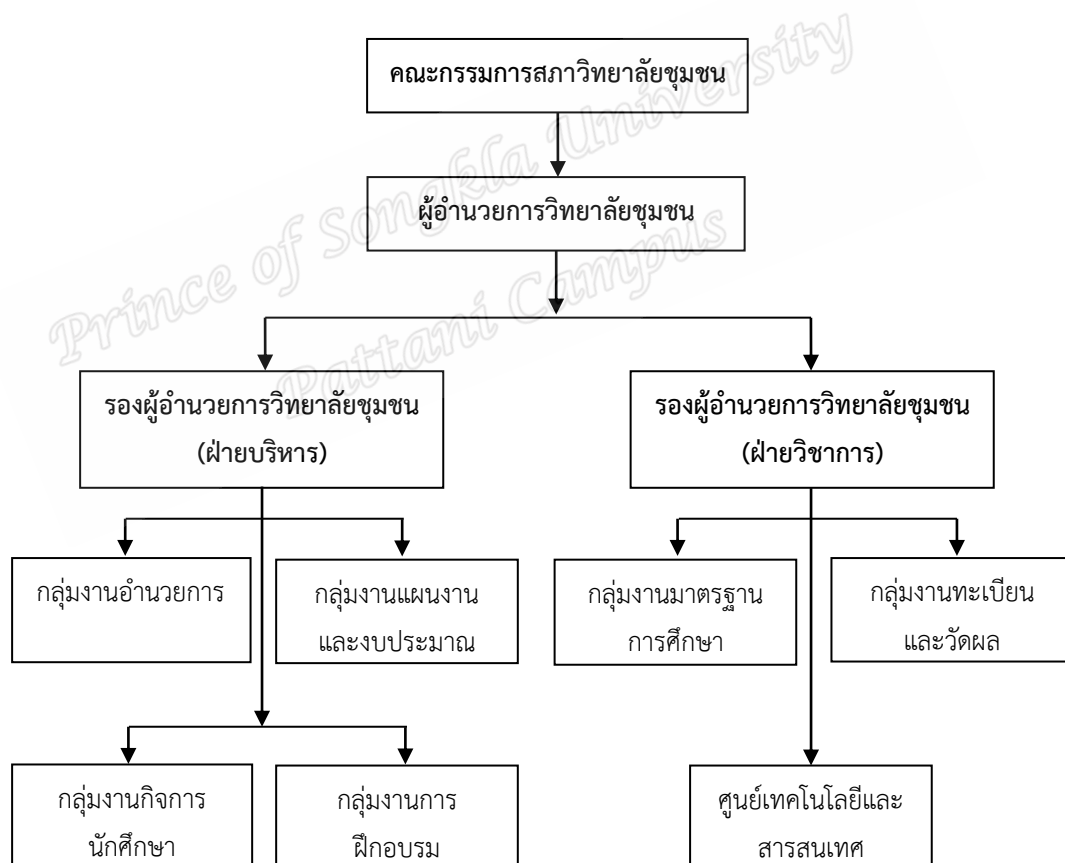 คณะกรรมการสภาวิทยาลัยชุมชน
ผู้อำนวยการวิทยาลัยชุมชน
Prince of Songkla University
Pattani Campus
รองผู้อำนวยการวิทยาลัยชุมชน
(ฝ่ายบริหาร)
รองผู้อำนวยการวิทยาลัยชุมชน
(ฝ่ายวิชาการ)
กลุ่มงานอำนวยการ
กลุ่มงานแผนงาน
และงบประมาณ
กลุ่มงานมาตรฐาน
การศึกษา
กลุ่มงานทะเบียน
และวัดผล
กลุ่มงานกิจการ
นักศึกษา
กลุ่มงานการ
ฝึกอบรม
ศูนย์เทคโนโลยีและ
สารสนเทศ